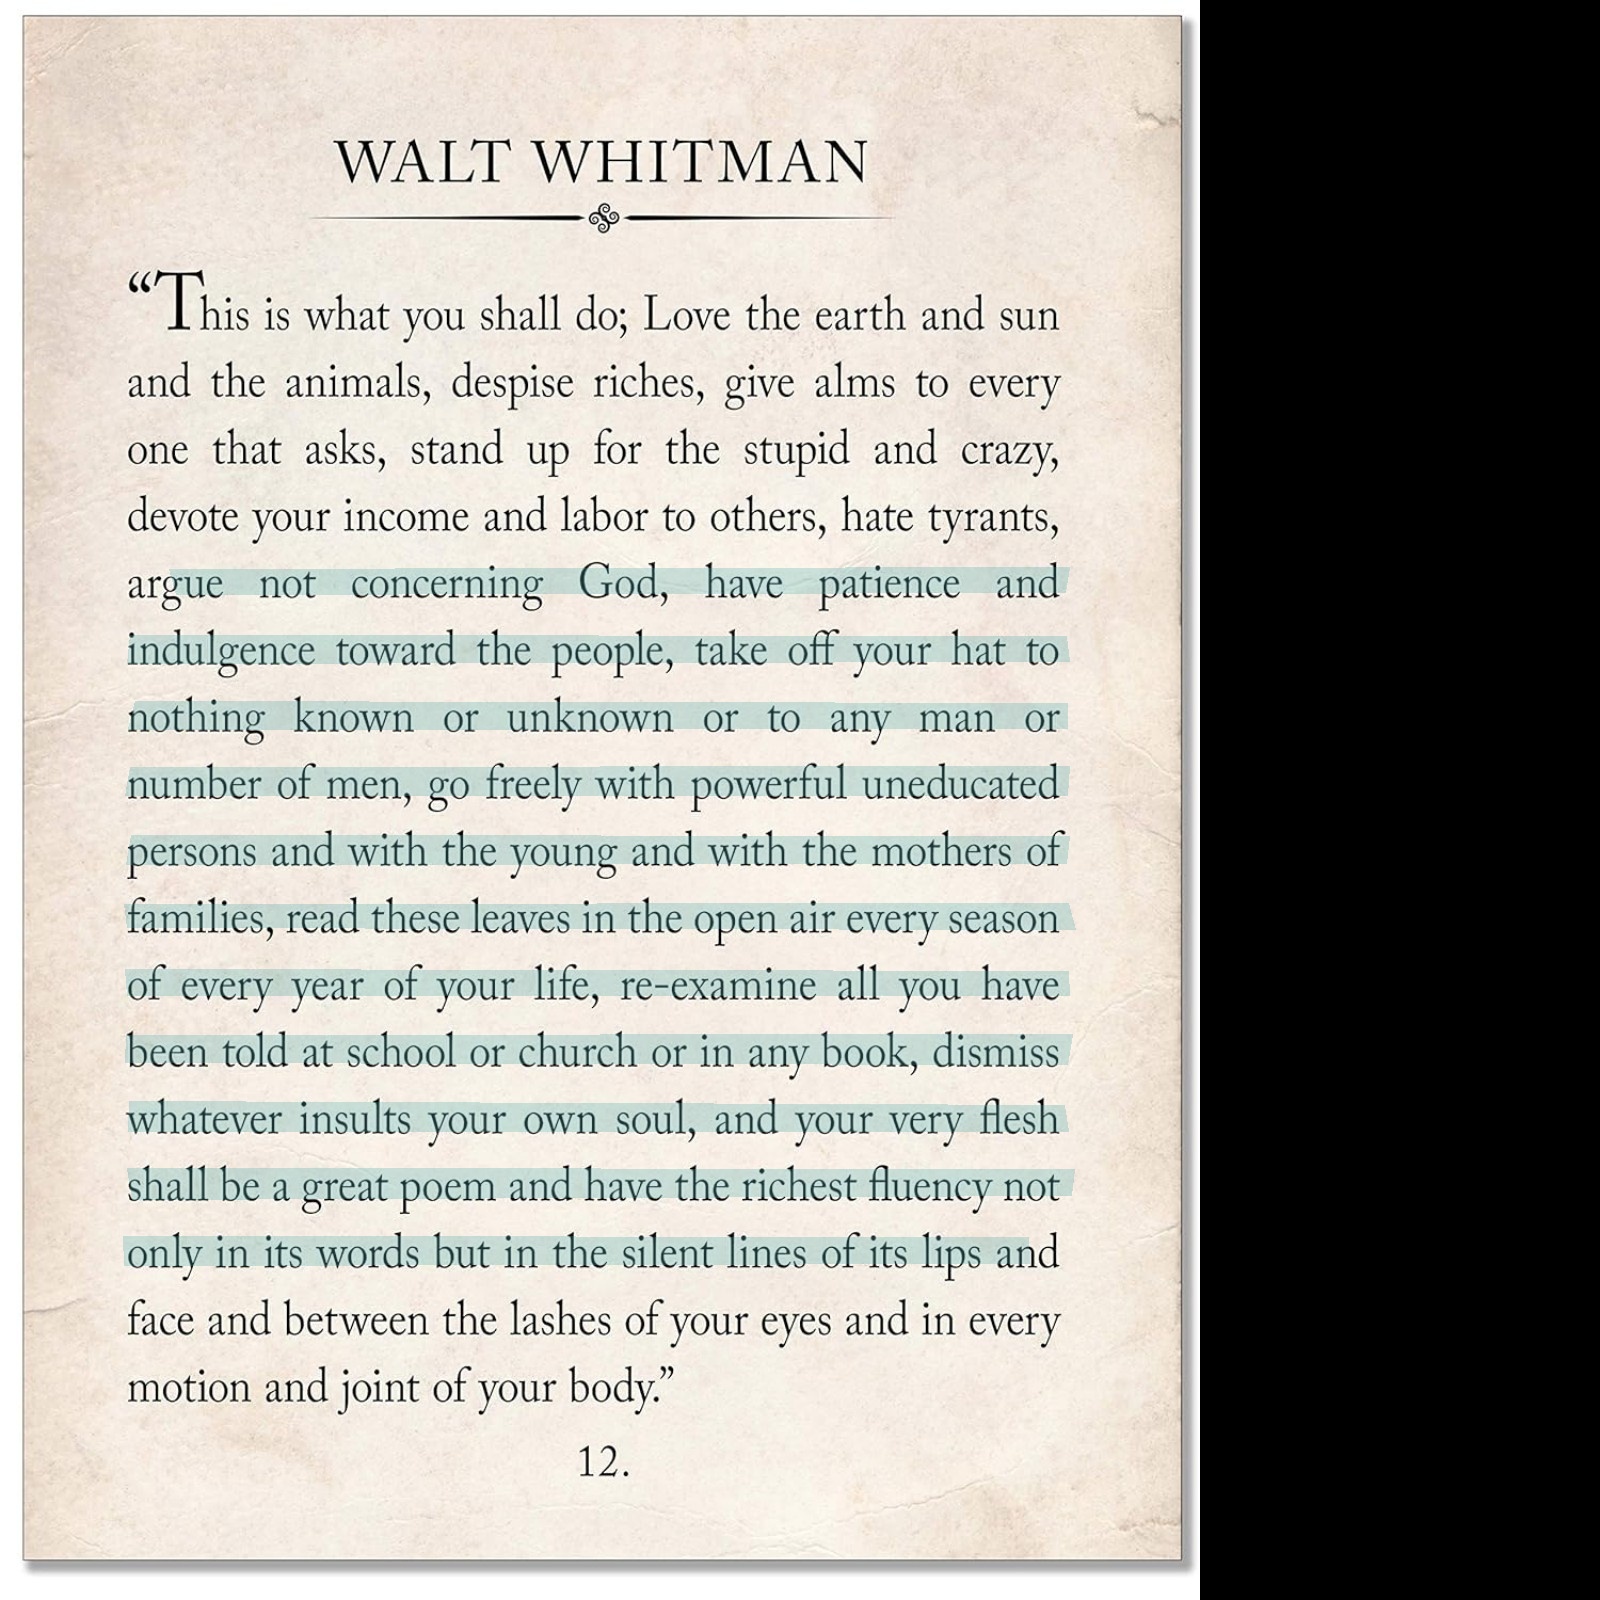 WALT WHITMAN
“This is what you shall do; Love the earth and sun
and the animals, despise riches, give alms to every
one that asks, stand up for the stupid and crazy,
devote your income and labor to others, hate tyrants,
argue not concerning God, have patience and
indulgence toward the people, take off your hat to
nothing known or unknown or to any man or
number of men, go freely with powerful uneducated
persons and with the young and with the mothers of
families, read these leaves in the open air every season
of every year of your life, re-examine all you have
been told at school or church or in any book, dismiss
whatever insults your own soul, and your very flesh
shall be a great poem and have the richest fluency not
only in its words but in the silent lines of its lips and
face and between the lashes of your eyes and in every
motion and joint of your body.”
12.